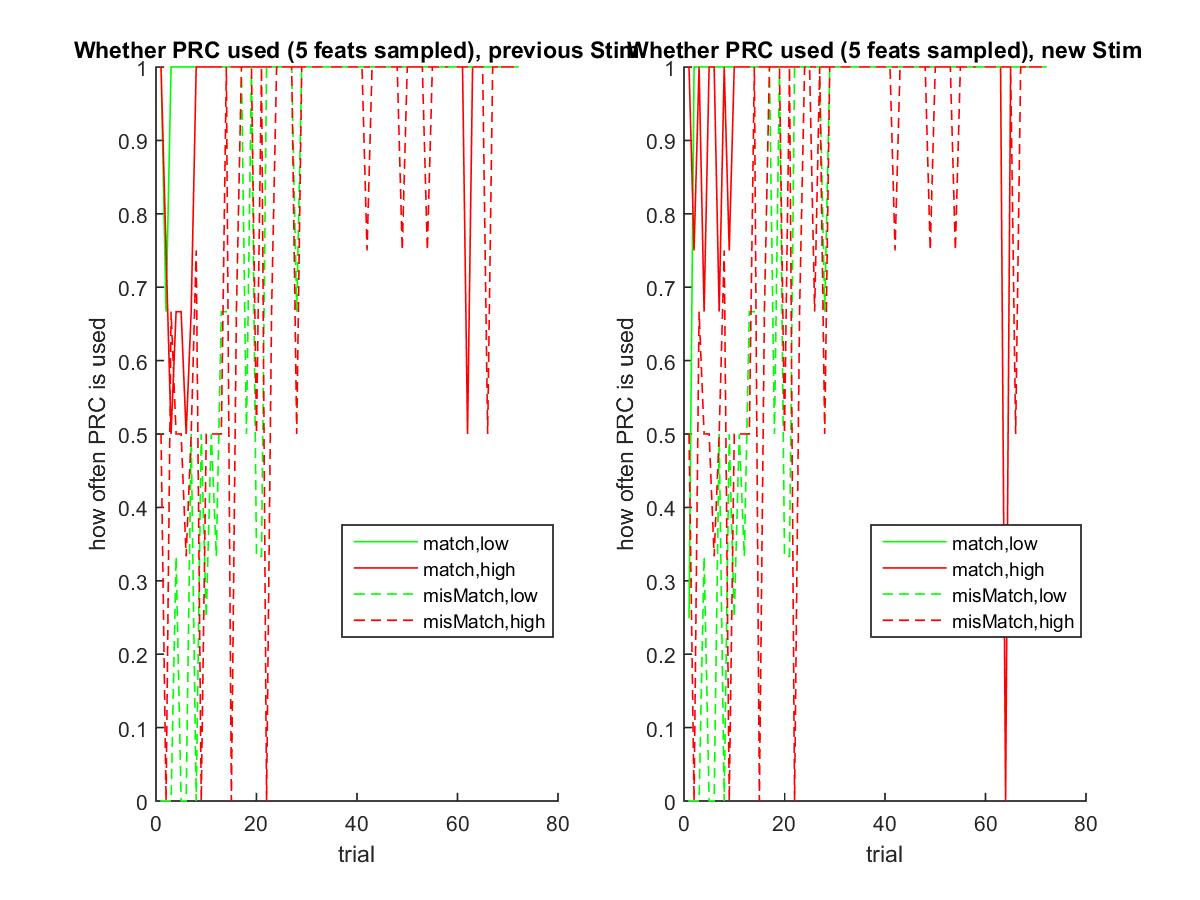 Whether PRC used (5 feats sampled), previous Stim
how often PRC is used
1
0.9
0.8
0.7
0.6
0.5
0.4
0.3
0.2
0.1
0
0
20
40
60
80
trial
match,low
match,high
misMatch,low
misMatch,high
Whether PRC used (5 feats sampled), new Stim
how often PRC is used
1
0.9
0.8
0.7
0.6
0.5
0.4
0.3
0.2
0.1
0
0
20
40
60
80
trial
match,low
match,high
misMatch,low
misMatch,high